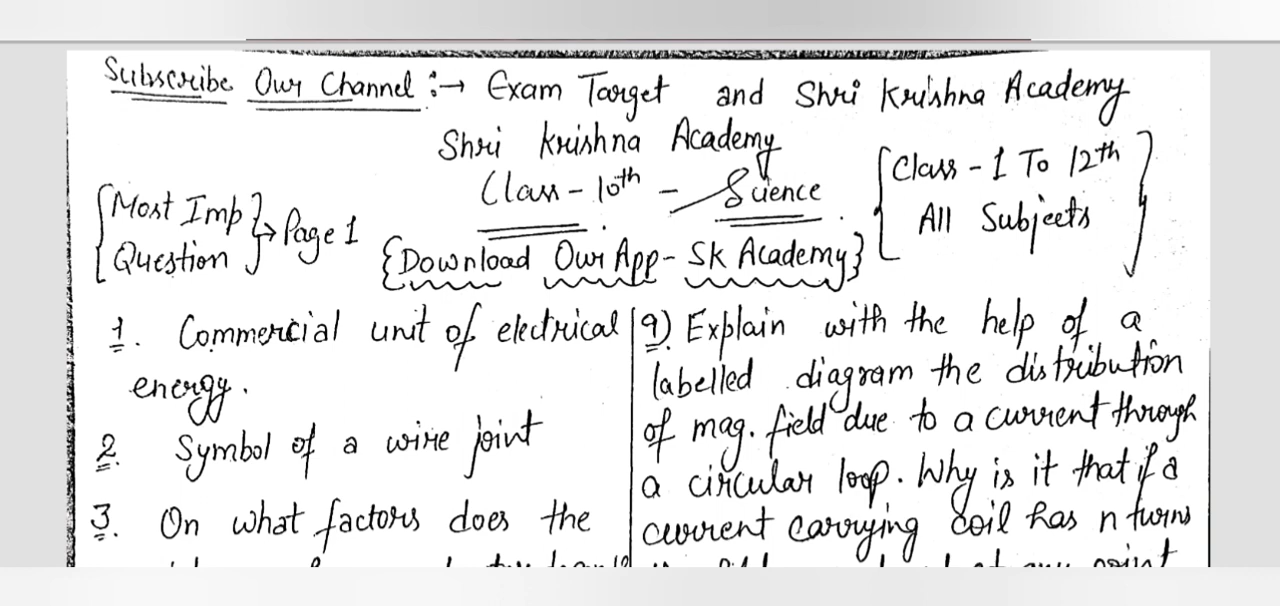 Subscribe Our Channel :→ Exam Target and Shri Krishna Academy
Shri Krishna Academy
Class - 10th - Science
[Class - 1 To 12th
All Subjects]
{Most Imp
Question} → Page 1
{Download Our App - SK Academy}
1. Commercial unit of electrical
energy.
2. Symbol of a wire joint
3. On what factors does the
9) Explain with the help of a
labelled diagram the distribution
of mag. field due to a current through
a circular loop. Why is it that if a
current carrying coil has n turns